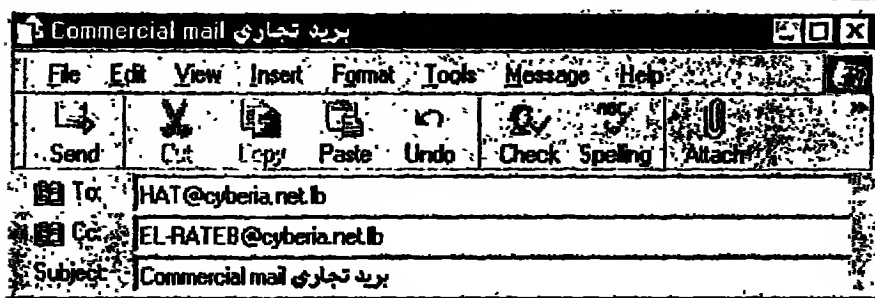 Commercial mail بريد تجاري
File Edit View Insert Format Tools Message Help
Send Cut Copy Paste Undo Check Spelling Attach
To: HAT@cyberia.net.lb
Cc: EL-RATEB@cyberia.net.lb
Subject: Commercial mail بريد تجاري